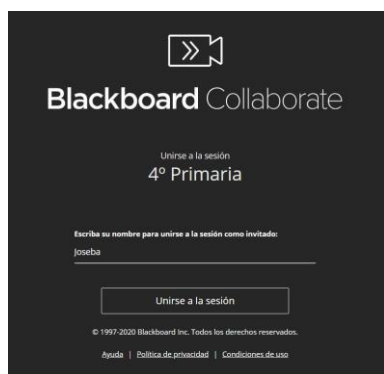 Blackboard Collaborate
Unirse a la sesión
4º Primaria
Escriba su nombre para unirse a la sesión como invitado:
Joseba
Unirse a la sesión
© 1997-2020 Blackboard Inc. Todos los derechos reservados.
Ayuda | Política de privacidad | Condiciones de uso